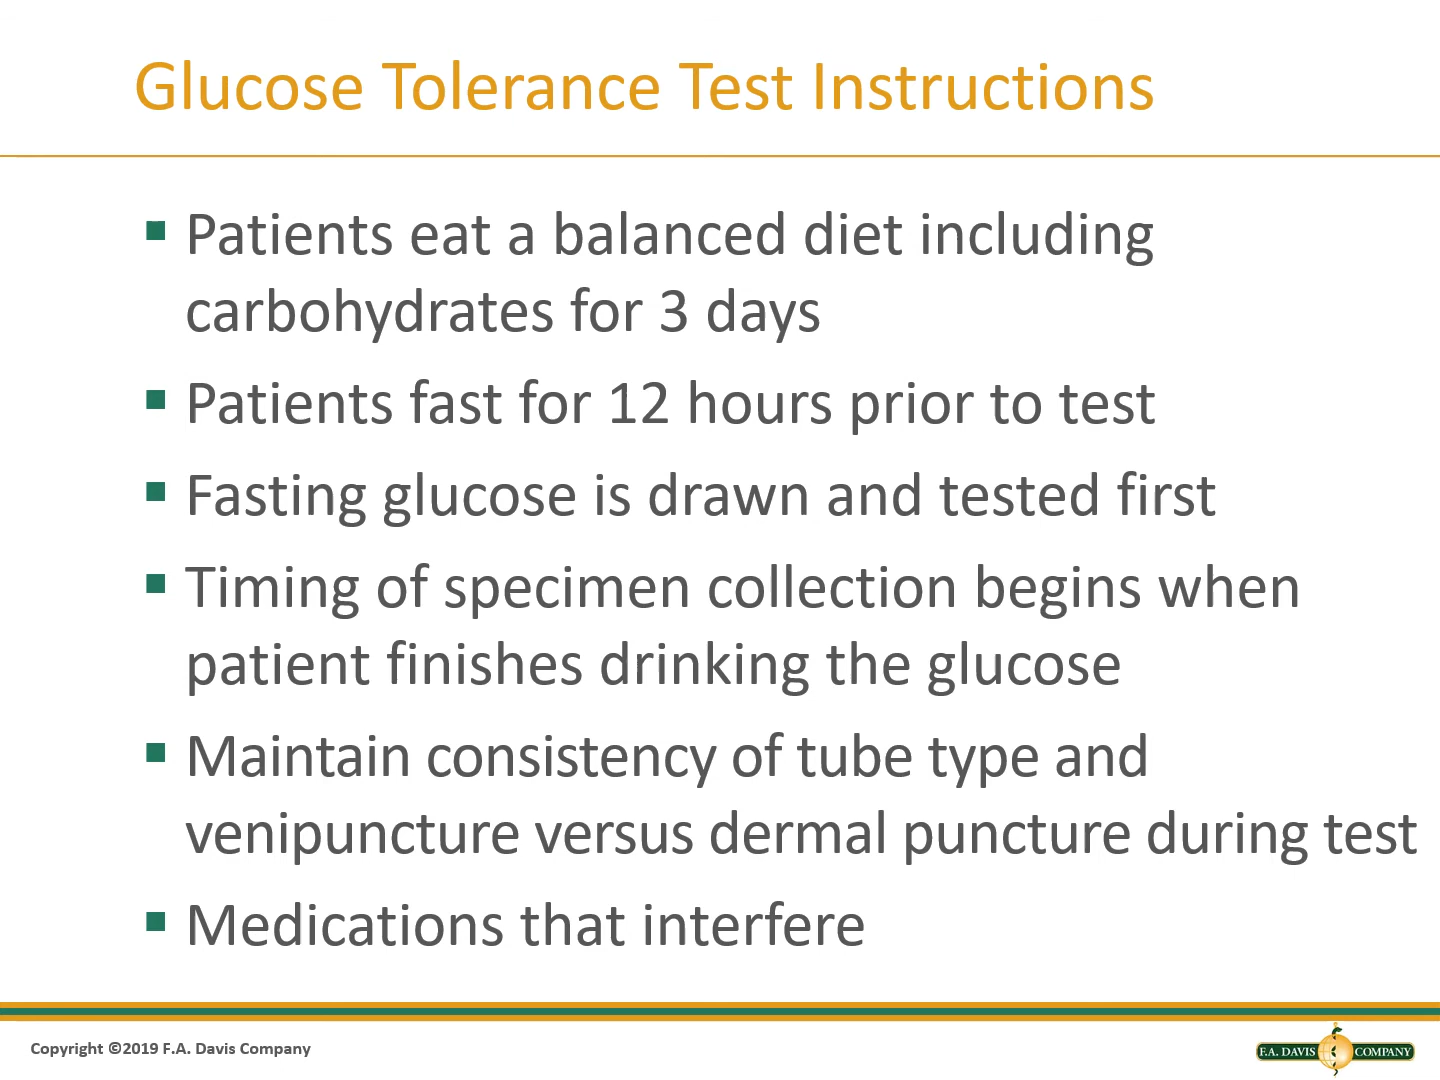 Glucose Tolerance Test Instructions
▪ Patients eat a balanced diet including
carbohydrates for 3 days
▪ Patients fast for 12 hours prior to test
▪ Fasting glucose is drawn and tested first
▪ Timing of specimen collection begins when
patient finishes drinking the glucose
▪ Maintain consistency of tube type and
venipuncture versus dermal puncture during test
▪ Medications that interfere
Copyright ©2019 F.A. Davis Company
F.A. DAVIS COMPANY